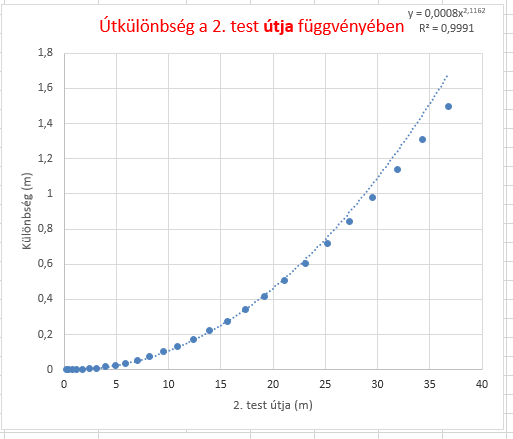 y = 0,0008x^2,1162
Útkülönbség a 2. test útja függvényében
R² = 0,9991
1,8
1,6
1,4
1,2
1
0,8
0,6
0,4
0,2
0
Különbség (m)
0 5 10 15 20 25 30 35 40
2. test útja (m)